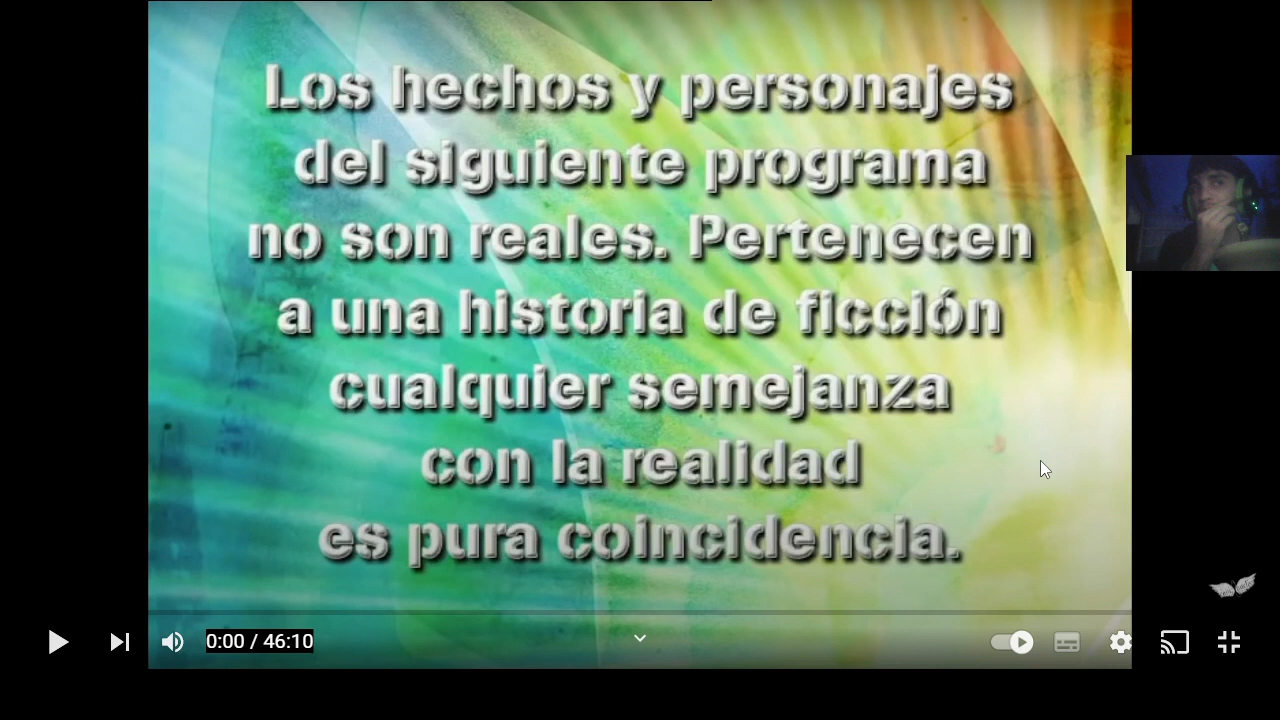 Los hechos y personajes
del siguiente programa
no son reales. Pertenecen
a una historia de ficción
cualquier semejanza
con la realidad
es pura coincidencia.
0:00 / 46:10